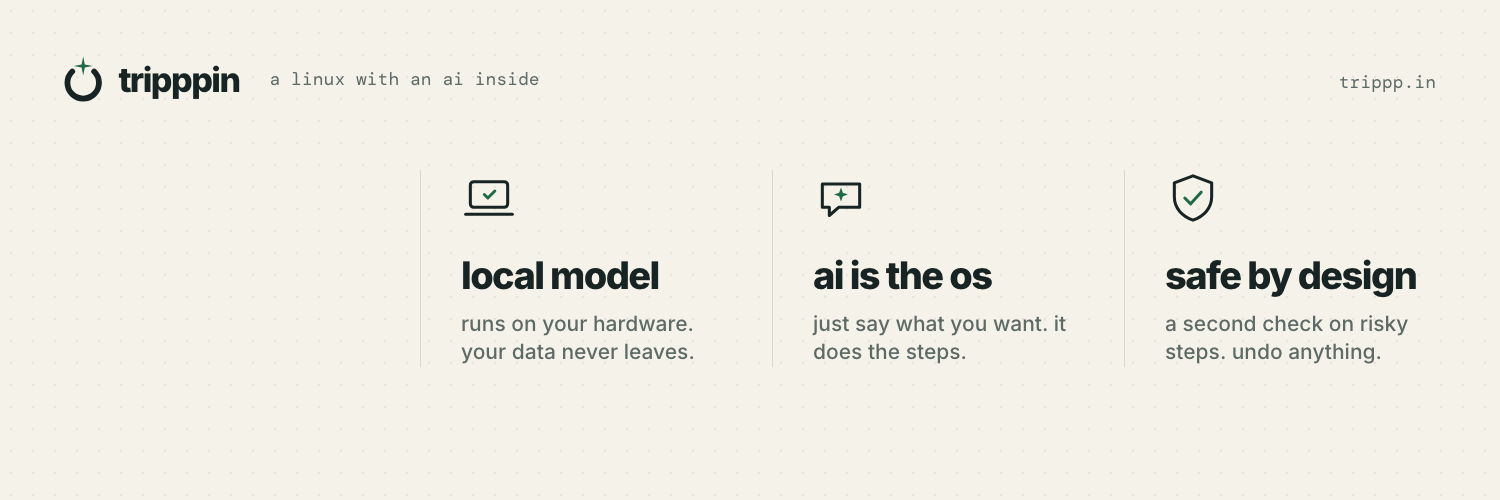 tripppin
a linux with an ai inside
trippp.in
local model
runs on your hardware.
your data never leaves.
ai is the os
just say what you want. it
does the steps.
safe by design
a second check on risky
steps. undo anything.